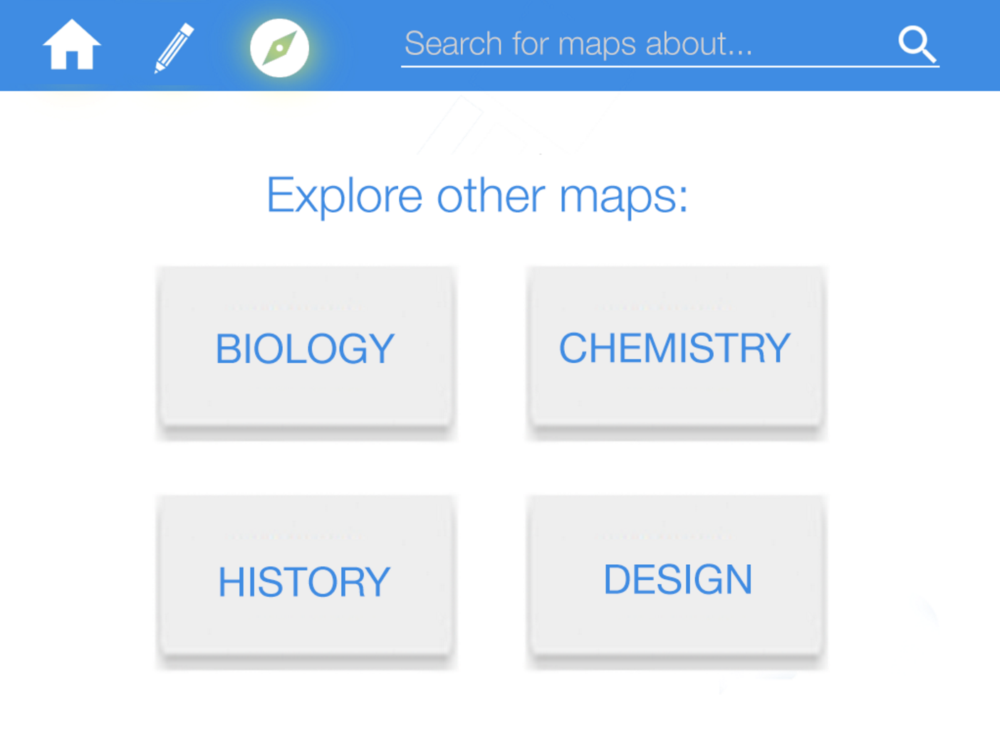 Search for maps about...
Explore other maps:
BIOLOGY
CHEMISTRY
HISTORY
DESIGN